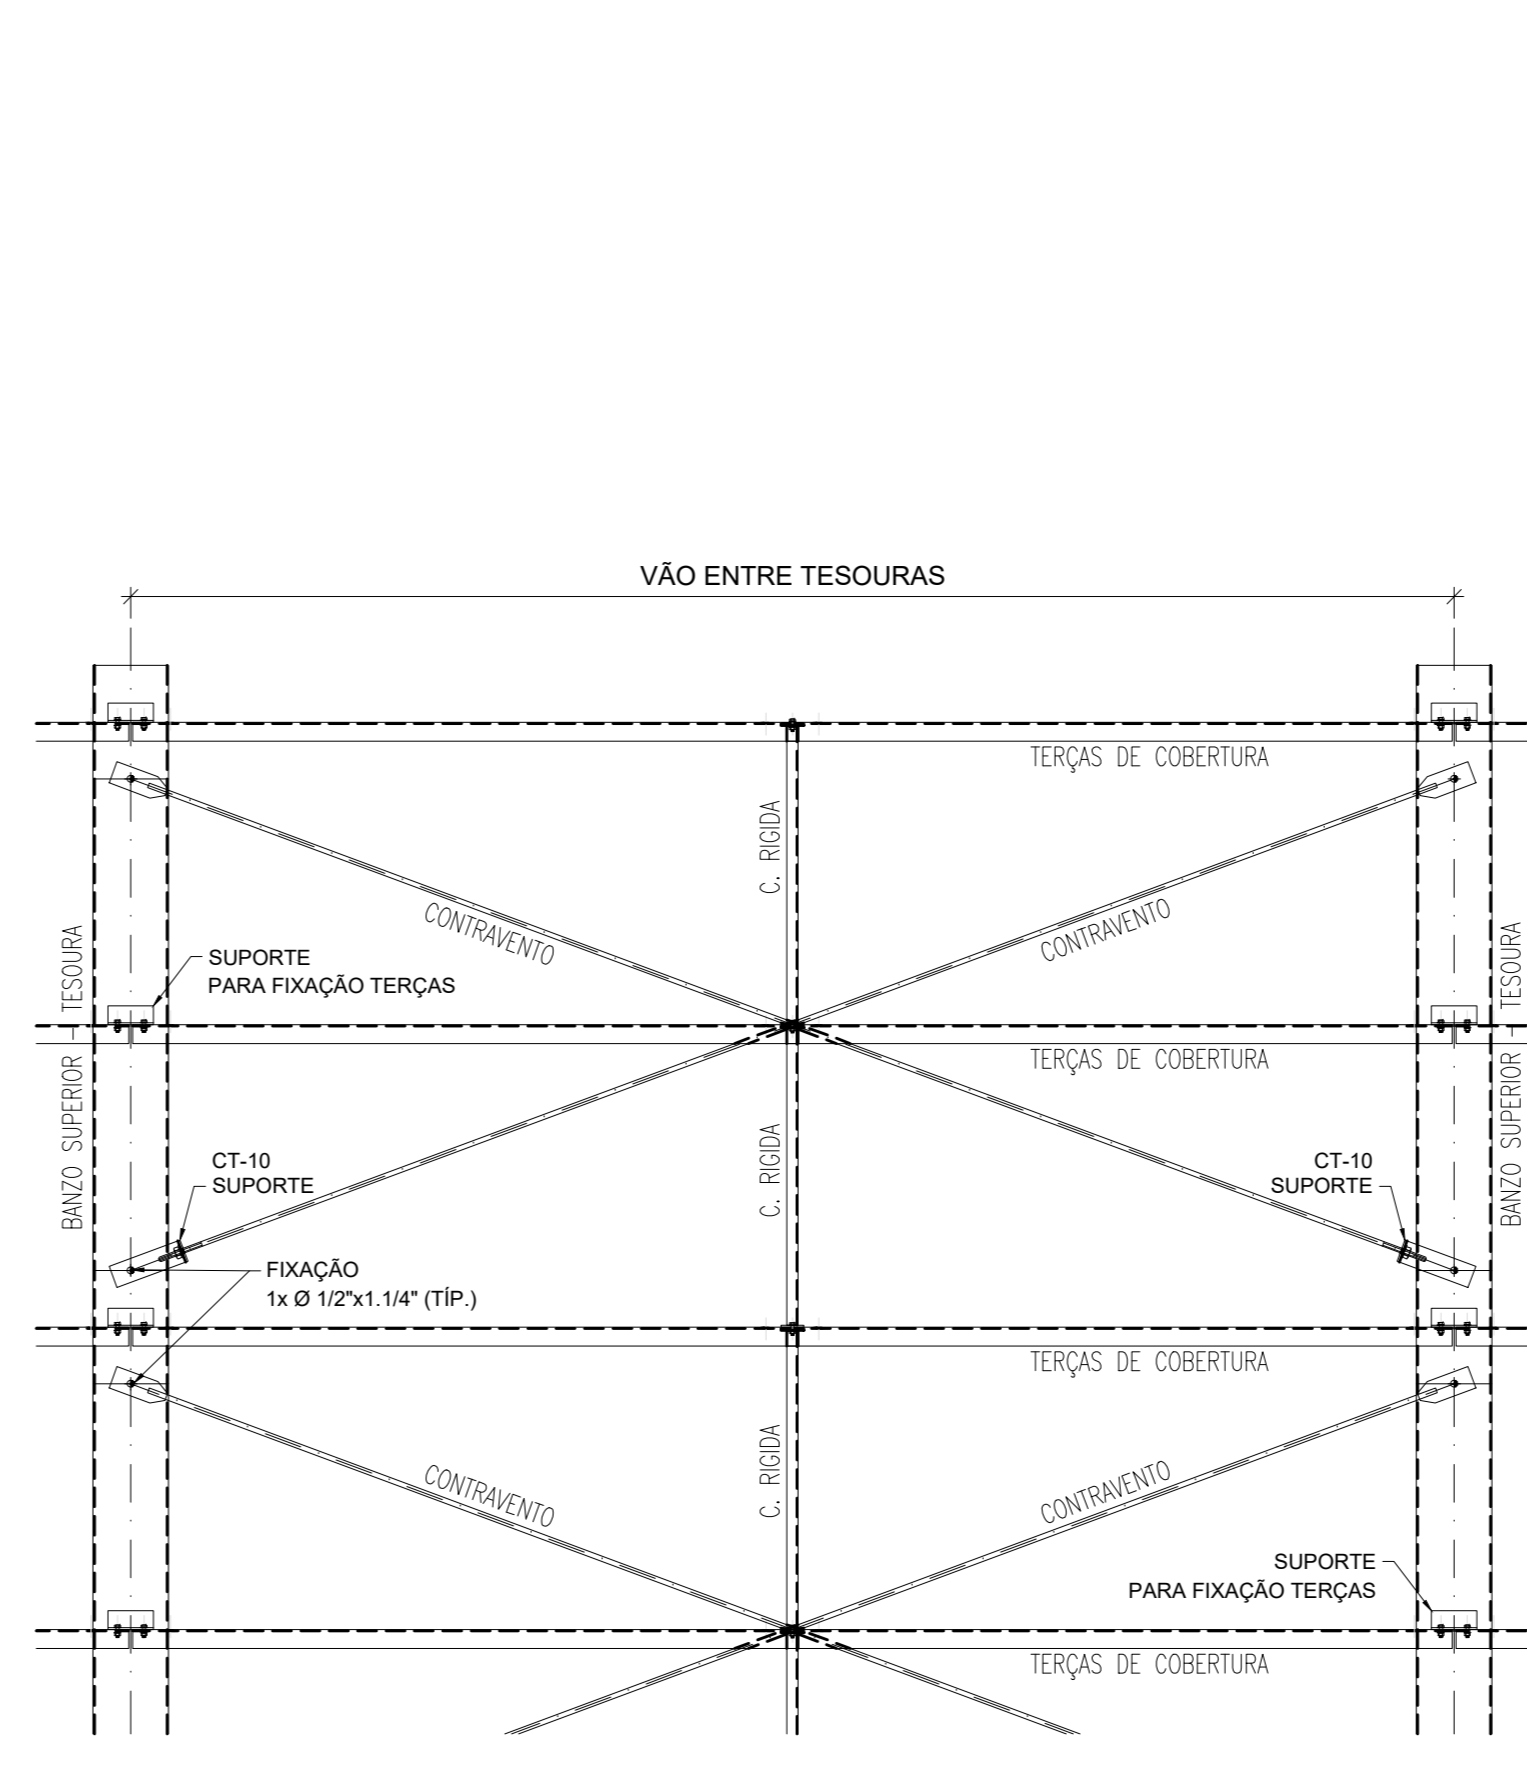 VÃO ENTRE TESOURAS
TERÇAS DE COBERTURA
C. RIGIDA
CONTRAVENTO
CONTRAVENTO
BANZO SUPERIOR - TESOURA
BANZO SUPERIOR - TESOURA
SUPORTE
PARA FIXAÇÃO TERÇAS
TERÇAS DE COBERTURA
C. RIGIDA
CT-10
SUPORTE
CT-10
SUPORTE
FIXAÇÃO
1x Ø 1/2"x1.1/4" (TÍP.)
TERÇAS DE COBERTURA
C. RIGIDA
CONTRAVENTO
CONTRAVENTO
SUPORTE
PARA FIXAÇÃO TERÇAS
TERÇAS DE COBERTURA